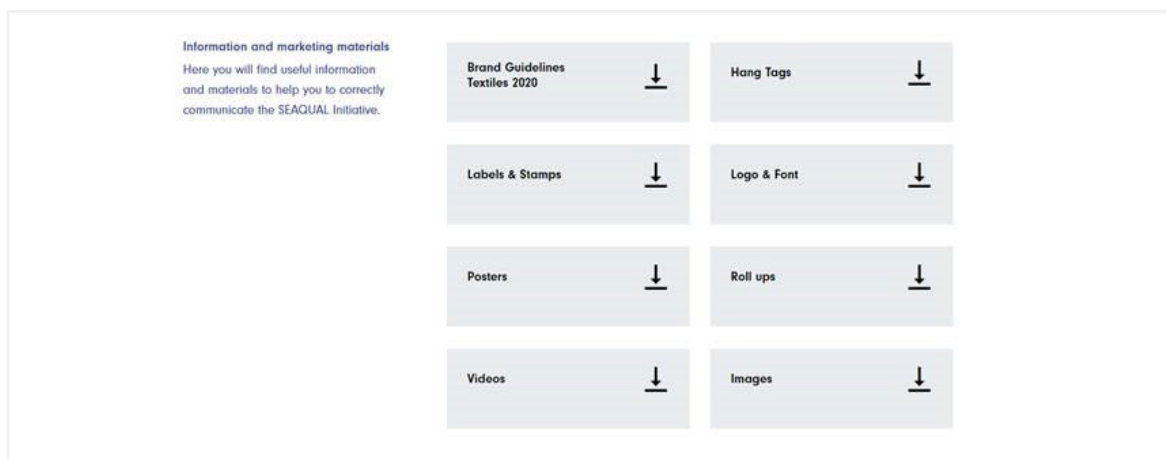 Information and marketing materials
Here you will find useful information
and materials to help you to correctly
communicate the SEAQUAL Initiative.
Brand Guidelines
Textiles 2020
Hang Tags
Labels & Stamps
Logo & Font
Posters
Roll ups
Videos
Images